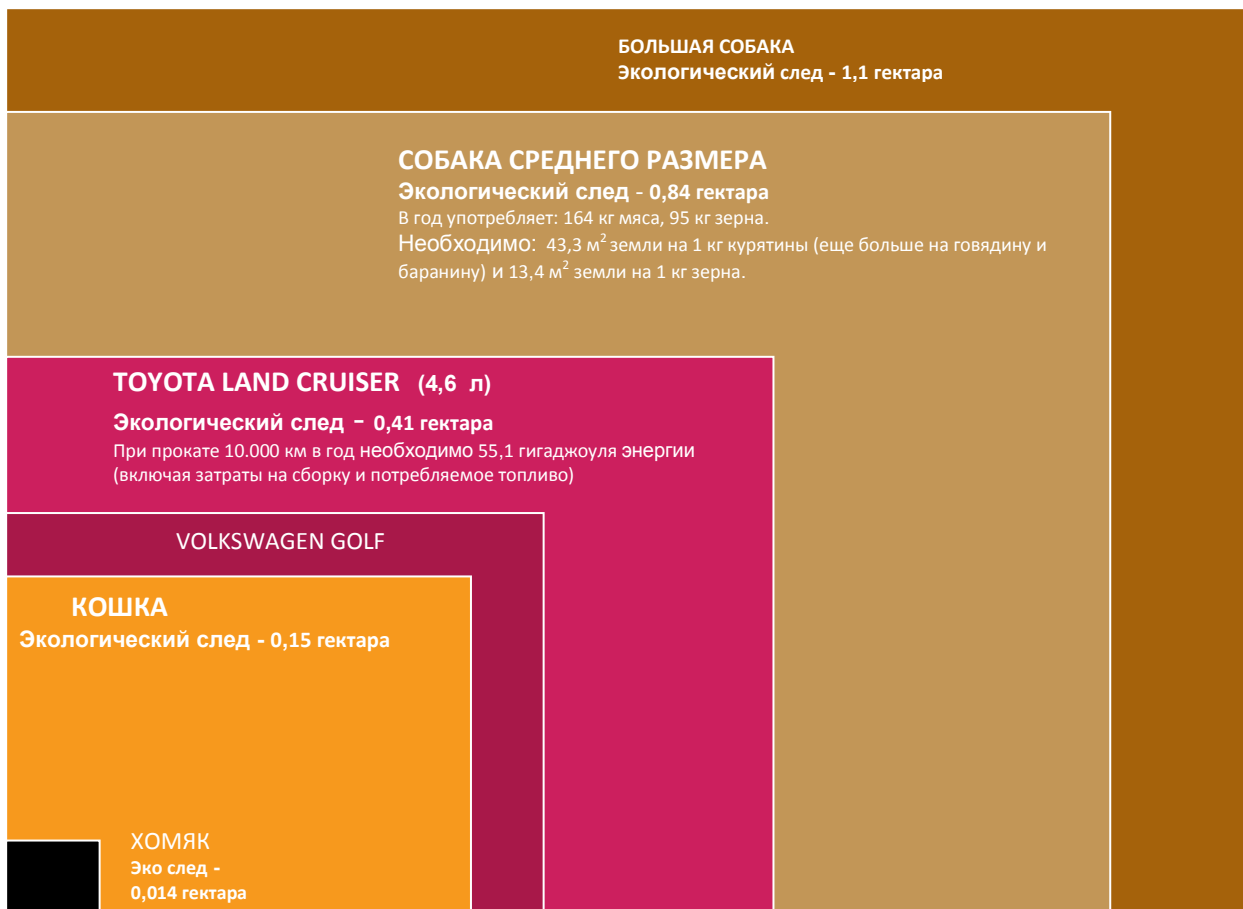 БОЛЬШАЯ СОБАКА
Экологический след - 1,1 гектара
СОБАКА СРЕДНЕГО РАЗМЕРА
Экологический след - 0,84 гектара
В год употребляет: 164 кг мяса, 95 кг зерна.
Необходимо: 43,3 м² земли на 1 кг курятины (еще больше на говядину и
баранину) и 13,4 м² земли на 1 кг зерна.
TOYOTA LAND CRUISER (4,6 л)
Экологический след - 0,41 гектара
При прокате 10.000 км в год необходимо 55,1 гигаджоуля энергии
(включая затраты на сборку и потребляемое топливо)
VOLKSWAGEN GOLF
КОШКА
Экологический след - 0,15 гектара
ХОМЯК
Эко след -
0,014 гектара